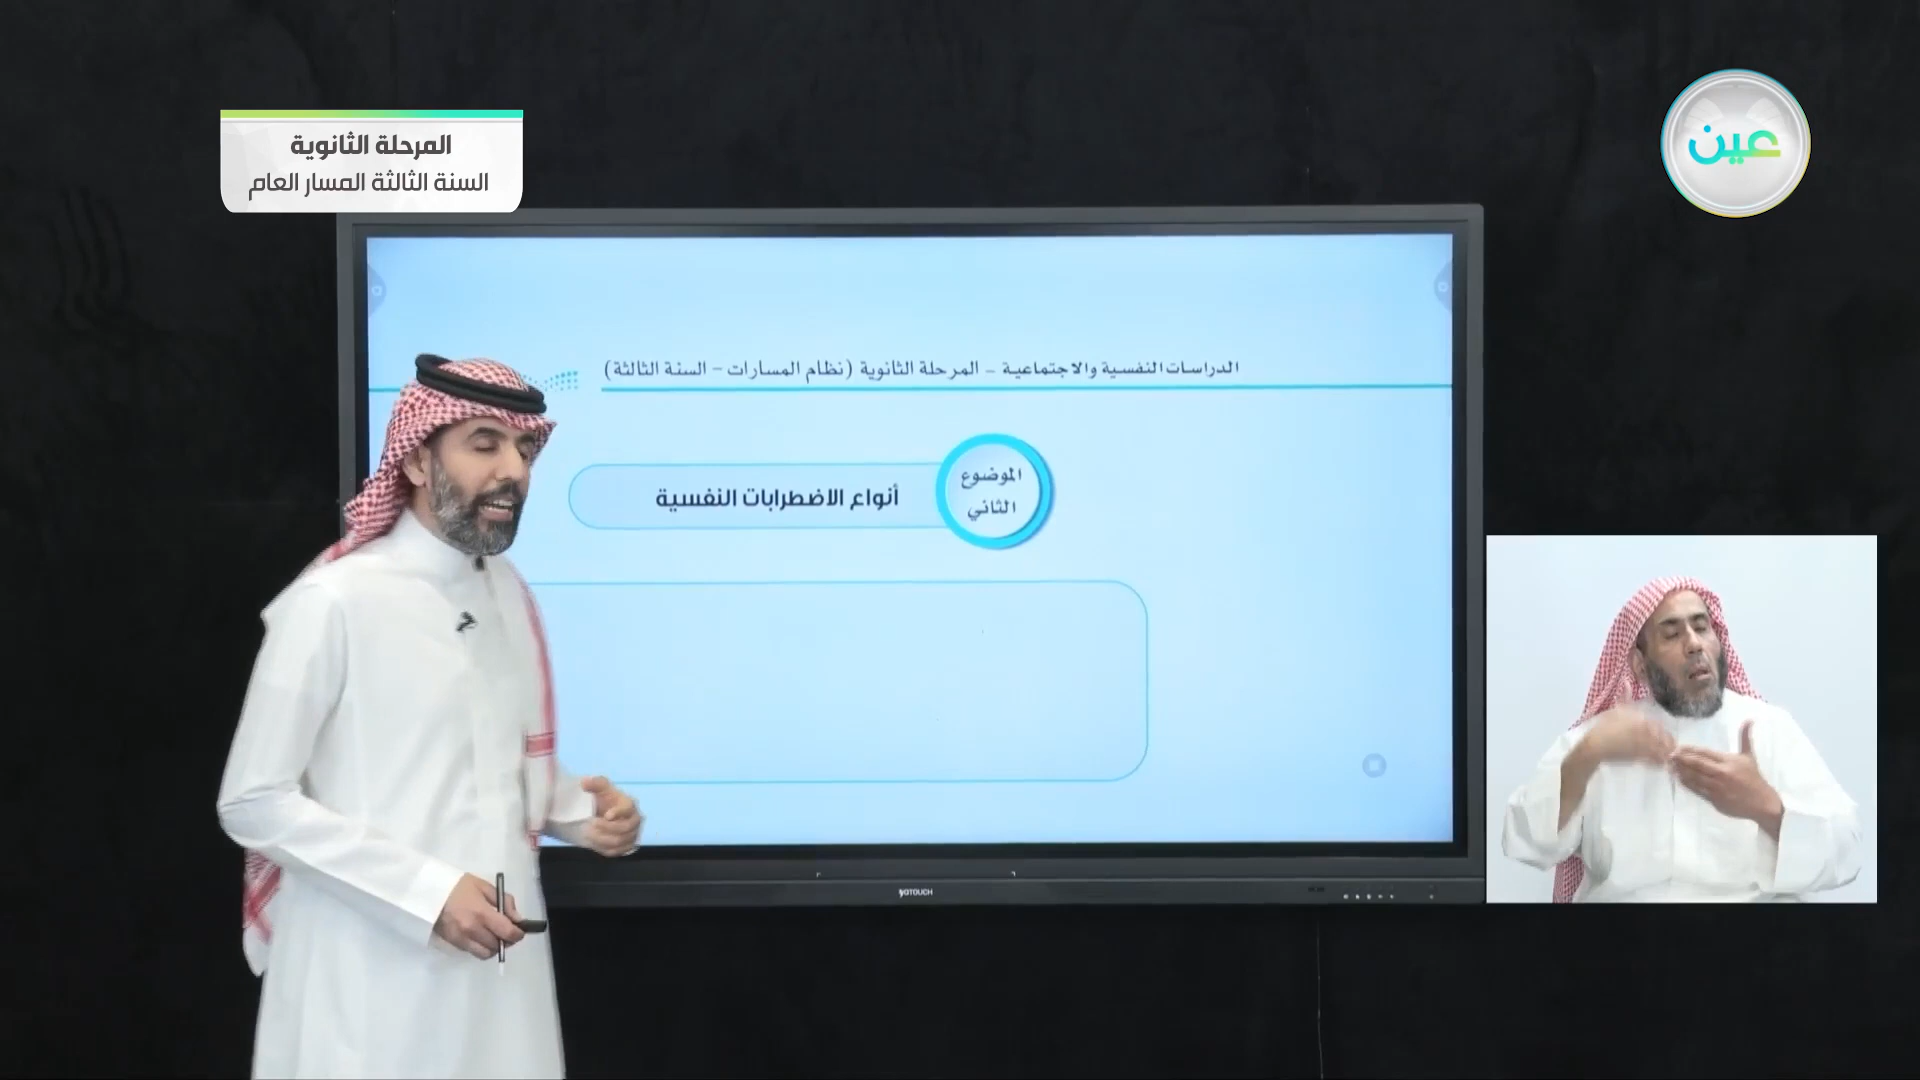 المرحلة الثانوية
السنة الثالثة المسار العام
عين
الدراسات النفسية والاجتماعية – المرحلة الثانوية (نظام المسارات – السنة الثالثة)
الموضوع
الثاني
أنواع الاضطرابات النفسية
YQTOUCH